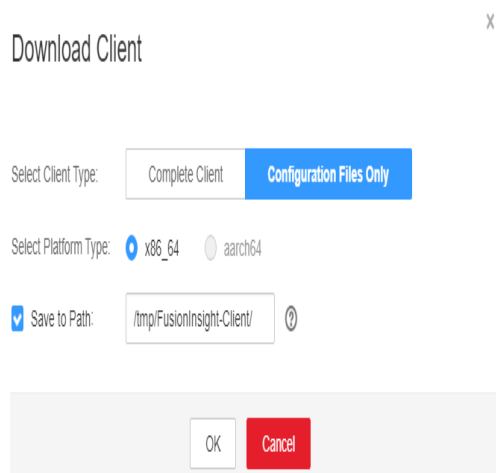 Download Client
Select Client Type: Complete Client Configuration Files Only
Select Platform Type: x86_64 aarch64
Save to Path: /tmp/FusionInsight-Client/ ?
OK Cancel